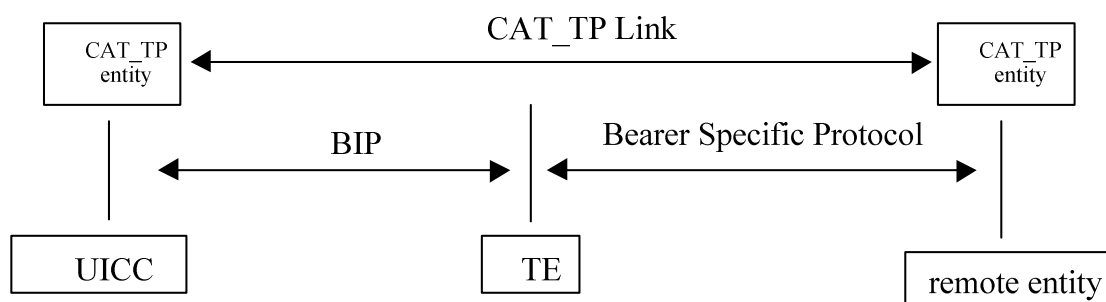 CAT_TP Link
CAT_TP
entity
CAT_TP
entity
BIP
Bearer Specific Protocol
UICC
TE
remote entity